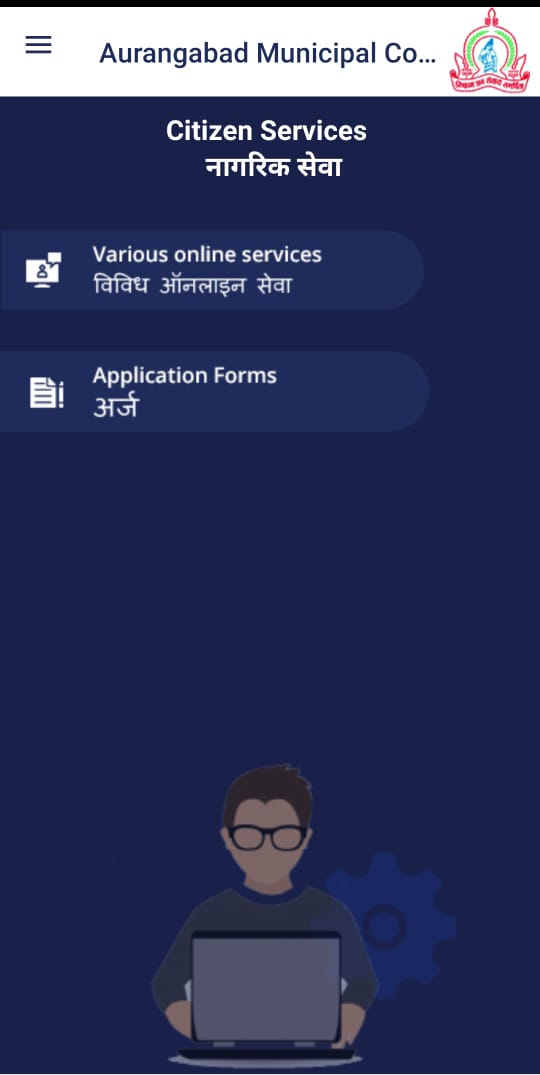 Aurangabad Municipal Co...
Citizen Services
नागरिक सेवा
Various online services
विविध ऑनलाइन सेवा
Application Forms
अर्ज